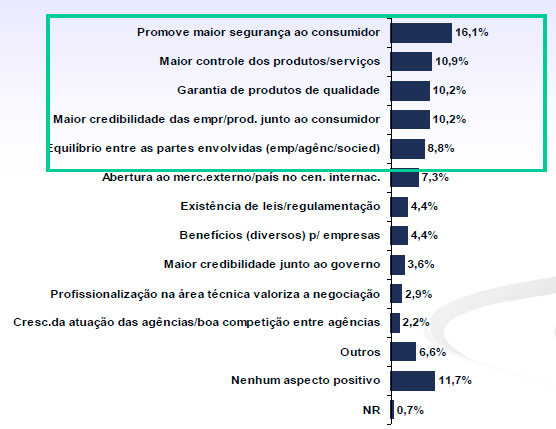 Promove maior segurança ao consumidor 16,1%
Maior controle dos produtos/serviços 10,9%
Garantia de produtos de qualidade 10,2%
Maior credibilidade das empr/prod. junto ao consumidor 10,2%
Equilíbrio entre as partes envolvidas (emp/agênc/socied) 8,8%
Abertura ao merc.externo/país no cen. internac. 7,3%
Existência de leis/regulamentação 4,4%
Benefícios (diversos) p/ empresas 4,4%
Maior credibilidade junto ao governo 3,6%
Profissionalização na área técnica valoriza a negociação 2,9%
Cresc.da atuação das agências/boa competição entre agências 2,2%
Outros 6,6%
Nenhum aspecto positivo 11,7%
NR 0,7%